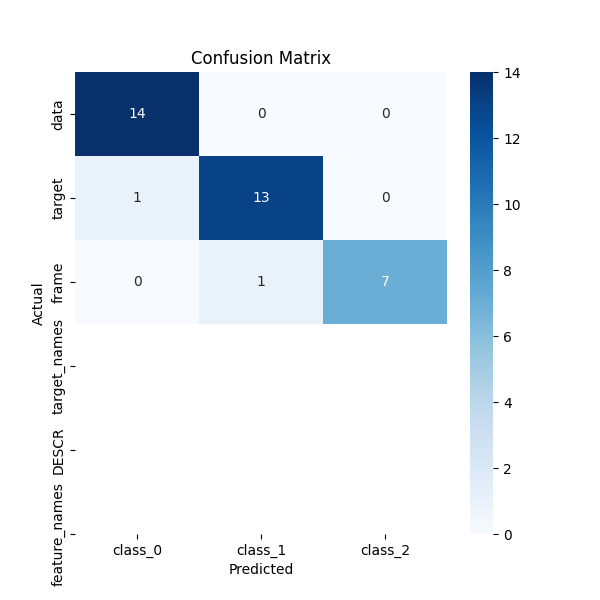 Confusion Matrix
data
14 0 0
target
1 13 0
frame
0 1 7
target_names
DESCR
feature_names
Actual
class_0 class_1 class_2
Predicted
14
12
10
8
6
4
2
0